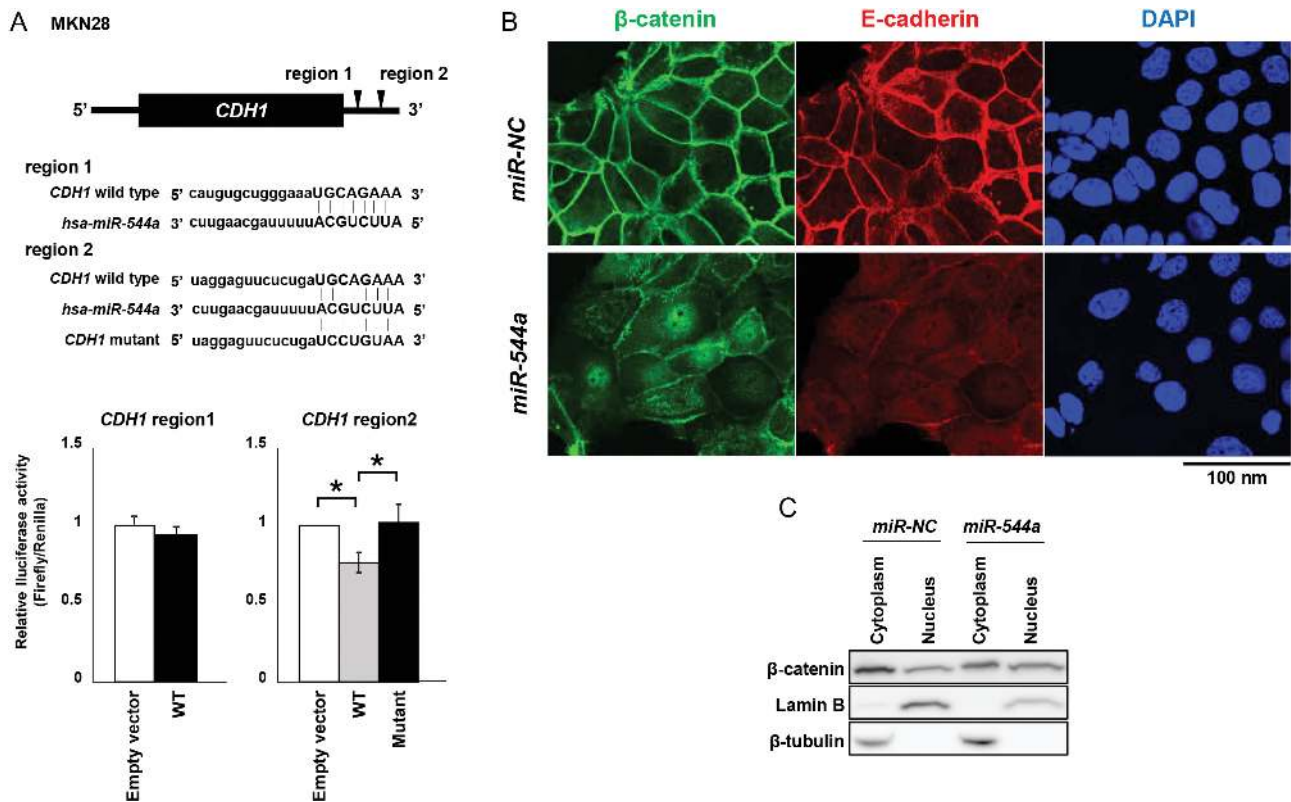 A MKN28
region 1 region 2
5’ CDH1 3’
region 1
CDH1 wild type 5’ caugugcugggaaaUGCAGAAA 3’
hsa-miR-544a 3’ cuugaacgauuuuuACGUCUUA 5’
region 2
CDH1 wild type 5’ uaggaguucucugaUGCAGAAA 3’
hsa-miR-544a 3’ cuugaacgauuuuuACGUCUUA 5’
CDH1 mutant 5’ uaggaguucucugaUCCUGUAA 3’
CDH1 region1
CDH1 region2
Relative lluciferase activity
(Firefly/Renilla)
1.5
1
0.5
0
Empty vector
WT
1.5
1
0.5
0
*
*
Empty vector
WT
Mutant
B
β-catenin E-cadherin DAPI
miR-NC
miR-544a
100 nm
C
miR-NC miR-544a
Cytoplasm
Nucleus
Cytoplasm
Nucleus
β-catenin
Lamin B
β-tubulin